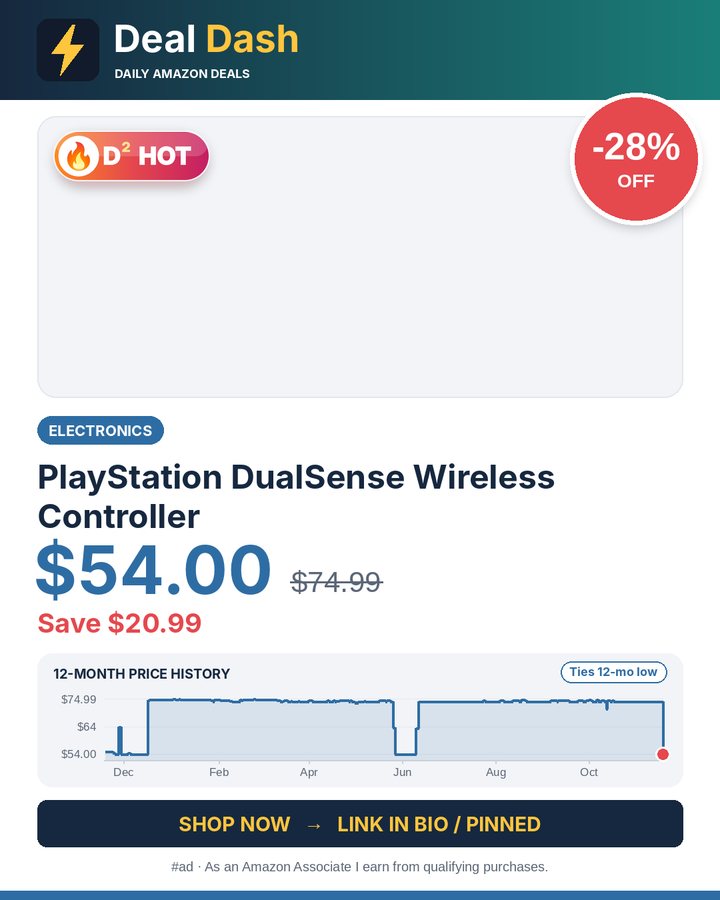 Deal Dash
DAILY AMAZON DEALS
-28%
OFF
D² HOT
ELECTRONICS
PlayStation DualSense Wireless
Controller
$54.00 $74.99
Save $20.99
12-MONTH PRICE HISTORY
Ties 12-mo low
$74.99
$64
$54.00
Dec Feb Apr Jun Aug Oct
SHOP NOW → LINK IN BIO / PINNED
#ad · As an Amazon Associate I earn from qualifying purchases.